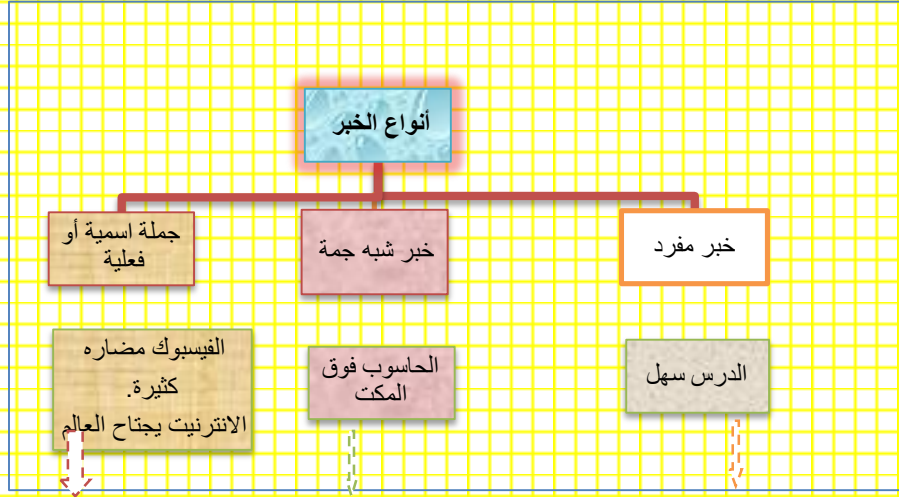 أنواع الخبر
خبر مفرد
خبر شبه جمة
جملة اسمية أو
فعلية
الدرس سهل
الحاسوب فوق
المكت
الفيسبوك مضاره
كثيرة.
الانترنيت يجتاح العالم